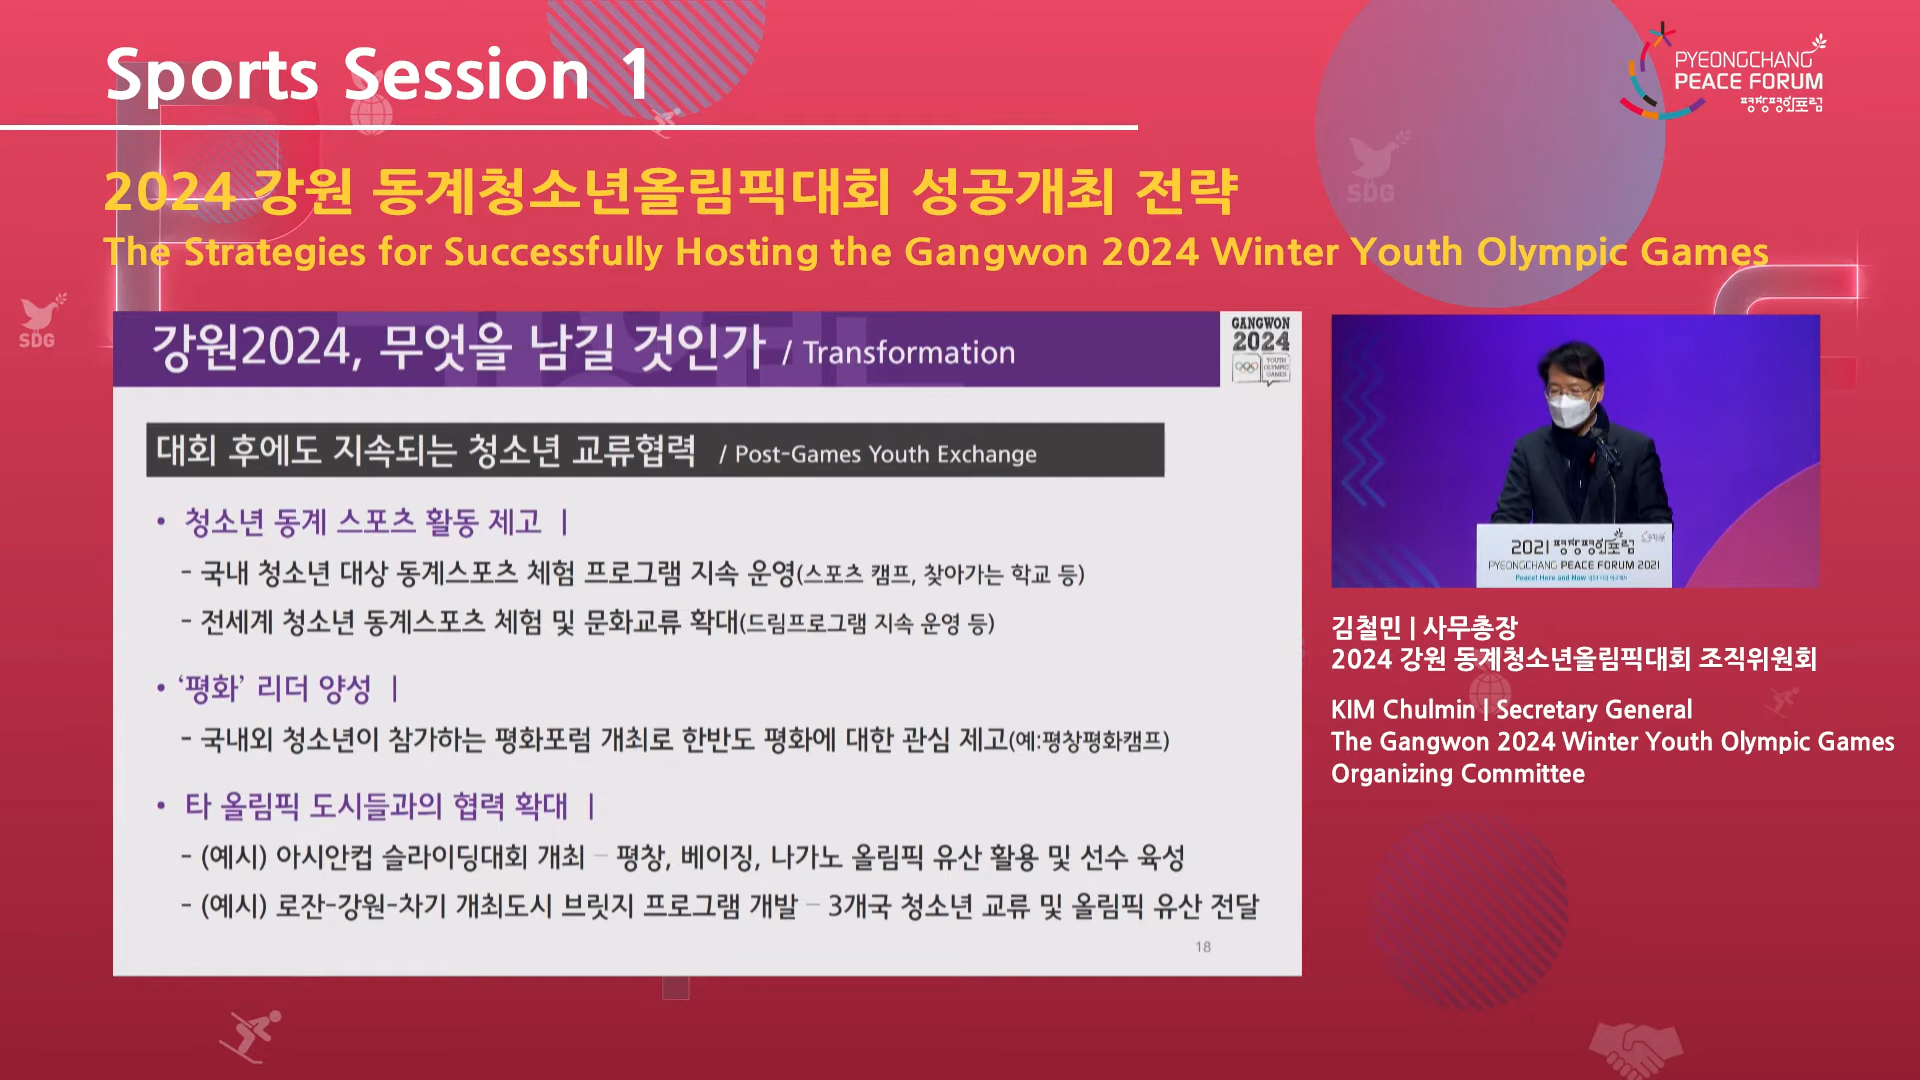 Sports Session 1
PYEONGCHANG
PEACE FORUM
평창평화포럼
2024 강원 동계청소년올림픽대회 성공개최 전략
The Strategies for Successfully Hosting the Gangwon 2024 Winter Youth Olympic Games
SDG
SDG
강원2024, 무엇을 남길 것인가 / Transformation
GANGWON
2024
YOUTH
OLYMPIC
GAMES
대회 후에도 지속되는 청소년 교류협력 / Post-Games Youth Exchange
• 청소년 동계 스포츠 활동 제고 |
- 국내 청소년 대상 동계스포츠 체험 프로그램 지속 운영(스포츠 캠프, 찾아가는 학교 등)
- 전세계 청소년 동계스포츠 체험 및 문화교류 확대(드림프로그램 지속 운영 등)
• ‘평화’ 리더 양성 |
- 국내외 청소년이 참가하는 평화포럼 개최로 한반도 평화에 대한 관심 제고(예:평창평화캠프)
• 타 올림픽 도시들과의 협력 확대 |
- (예시) 아시안컵 슬라이딩대회 개최 – 평창, 베이징, 나가노 올림픽 유산 활용 및 선수 육성
- (예시) 로잔-강원-차기 개최도시 브릿지 프로그램 개발 – 3개국 청소년 교류 및 올림픽 유산 전달
18
2021 평창평화포럼
PYEONGCHANG PEACE FORUM 2021
Peace! Here and Now
김철민 | 사무총장
2024 강원 동계청소년올림픽대회 조직위원회
KIM Chulmin | Secretary General
The Gangwon 2024 Winter Youth Olympic Games
Organizing Committee